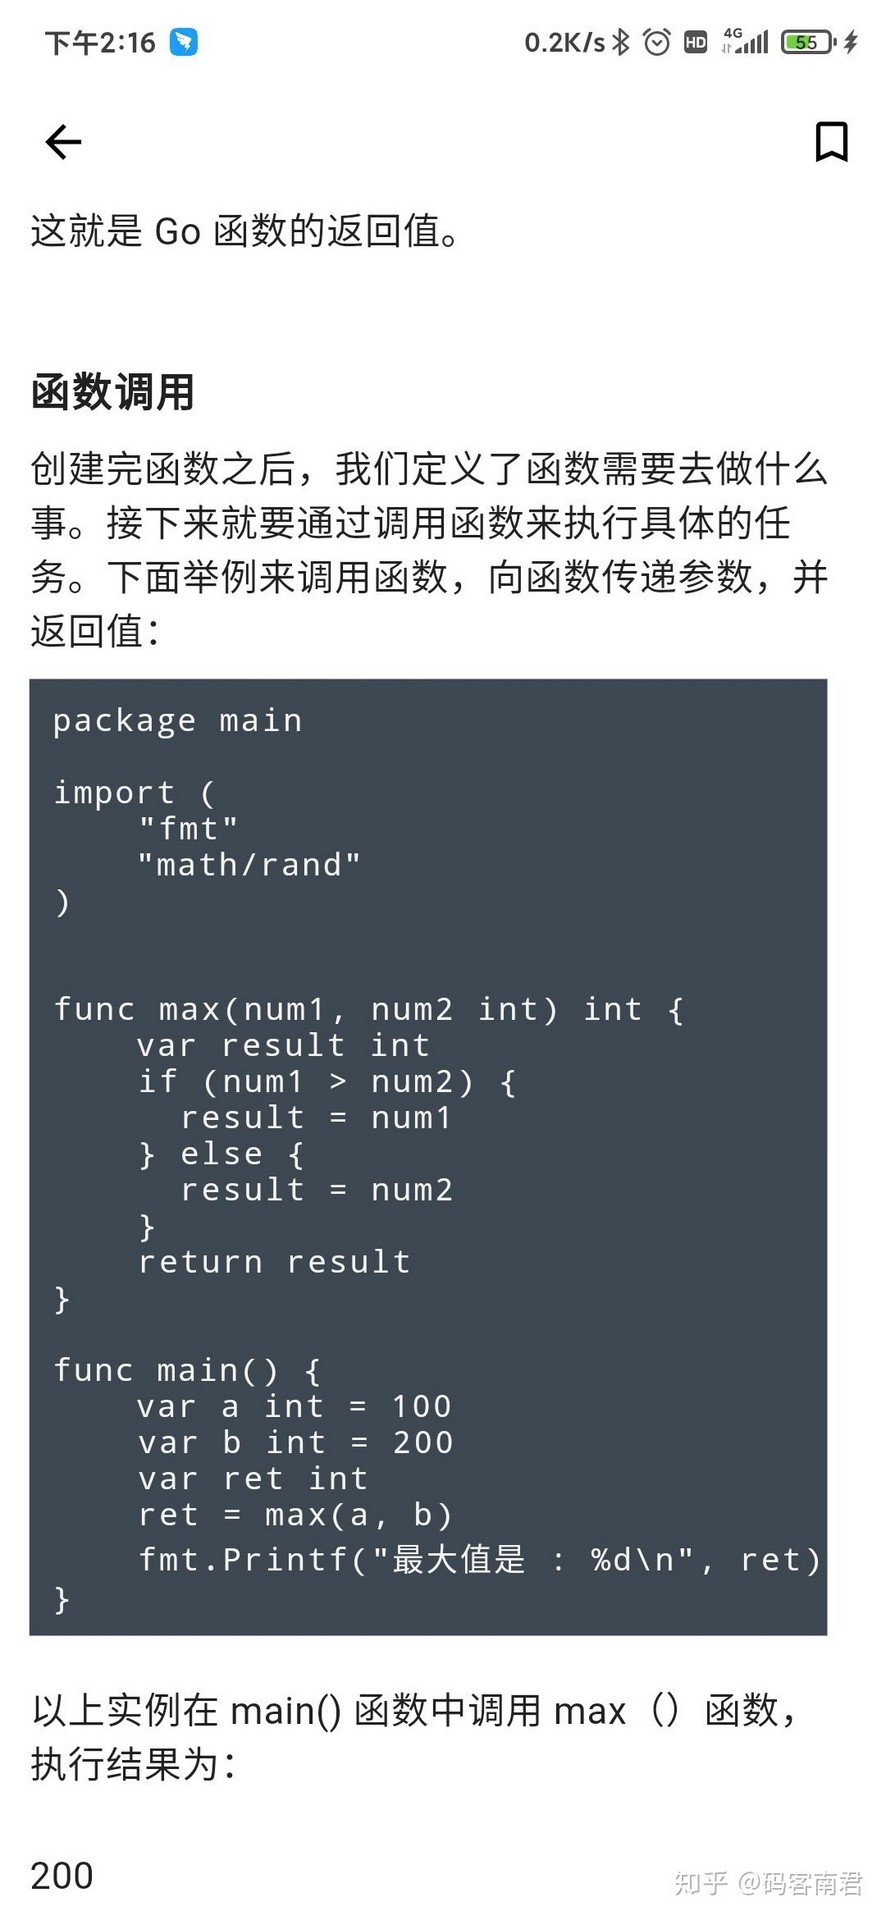 下午2:16
0.2K/s HD 4G 55
这就是 Go 函数的返回值。
函数调用
创建完函数之后，我们定义了函数需要去做什么
事。接下来就要通过调用函数来执行具体的任
务。下面举例来调用函数，向函数传递参数，并
返回值：
package main
import (
    "fmt"
    "math/rand"
)
func max(num1, num2 int) int {
    var result int
    if (num1 > num2) {
      result = num1
    } else {
      result = num2
    }
    return result
}
func main() {
    var a int = 100
    var b int = 200
    var ret int
    ret = max(a, b)
    fmt.Printf("最大值是 : %d\n", ret)
}
以上实例在 main() 函数中调用 max（）函数，
执行结果为：
200
知乎 @码客南君